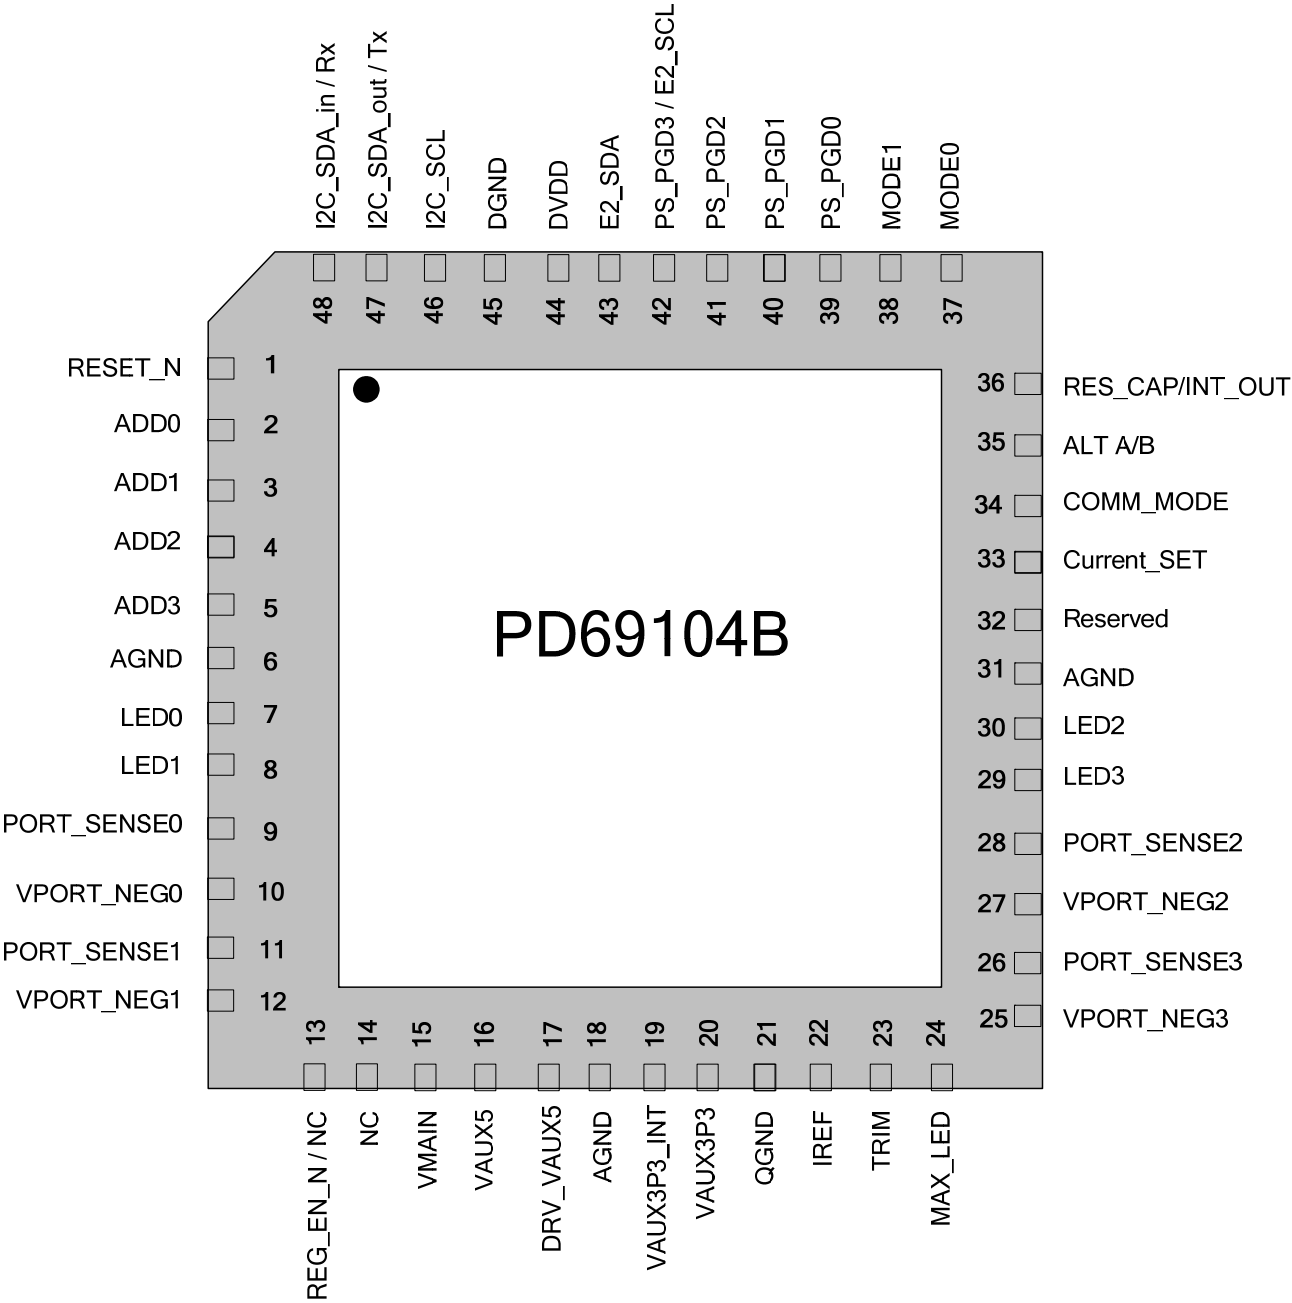 I2C_SDA_in / Rx
I2C_SDA_out / Tx
I2C_SCL
DGND
DVDD
E2_SDA
PS_PGD3 / E2_SCL
PS_PGD2
PS_PGD1
PS_PGD0
MODE1
MODE0
48
47
46
45
44
43
42
41
40
39
38
37
RESET_N 1
ADD0 2
ADD1 3
ADD2 4
ADD3 5
AGND 6
LED0 7
LED1 8
PORT_SENSE0 9
VPORT_NEG0 10
PORT_SENSE1 11
VPORT_NEG1 12
PD69104B
36 RES_CAP/INT_OUT
35 ALT A/B
34 COMM_MODE
33 Current_SET
32 Reserved
31 AGND
30 LED2
29 LED3
28 PORT_SENSE2
27 VPORT_NEG2
26 PORT_SENSE3
25 VPORT_NEG3
13
14
15
16
17
18
19
20
21
22
23
24
REG_EN_N / NC
NC
VMAIN
VAUX5
DRV_VAUX5
AGND
VAUX3P3_INT
VAUX3P3
QGND
IREF
TRIM
MAX_LED